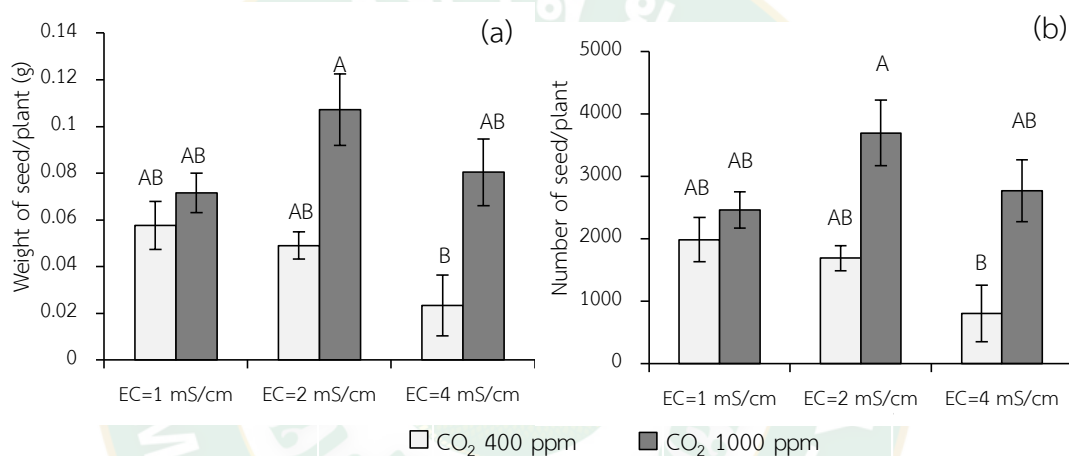 (a)
Weight of seed/plant (g)
0.14
0.12
0.1
0.08
0.06
0.04
0.02
0
AB
AB
AB
A
B
AB
EC=1 mS/cm
EC=2 mS/cm
EC=4 mS/cm
(b)
Number of seed/plant
5000
4000
3000
2000
1000
0
AB
AB
AB
A
B
AB
EC=1 mS/cm
EC=2 mS/cm
EC=4 mS/cm
CO₂ 400 ppm
CO₂ 1000 ppm